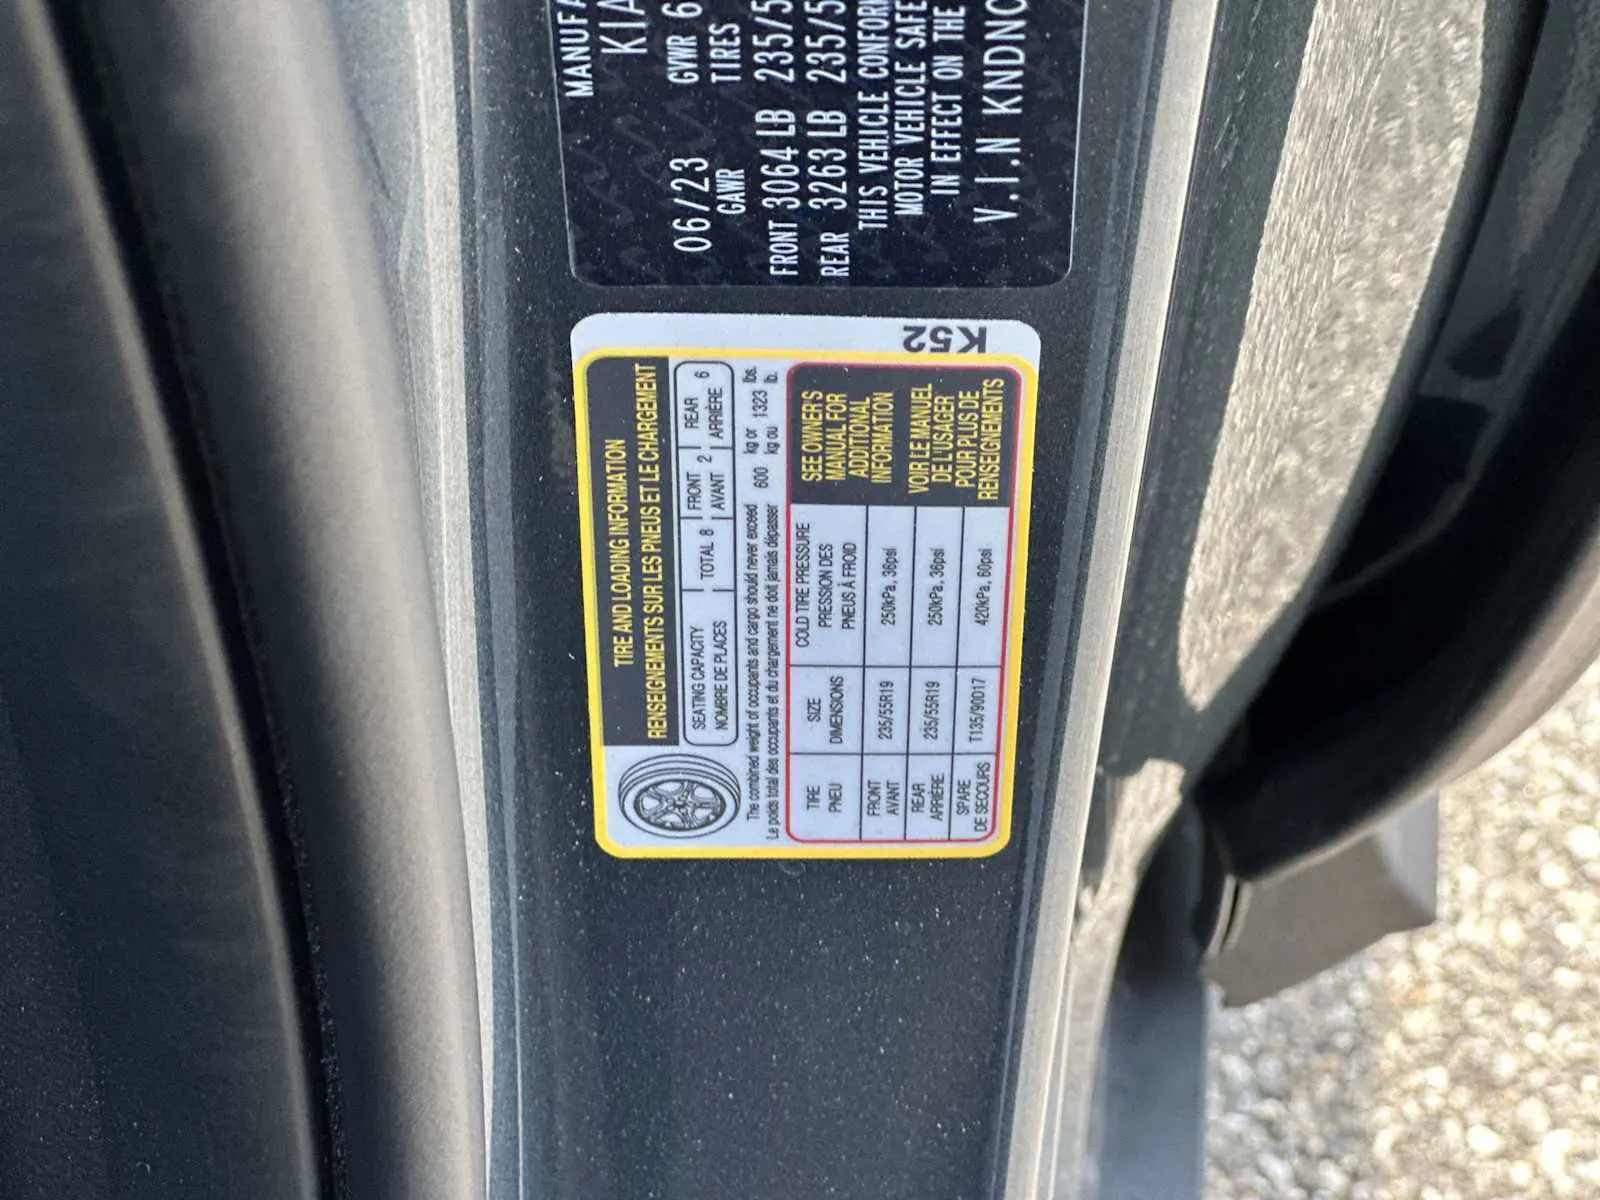 MANUFA
KIA
06/23 GVWR 6
GAWR TIRES
FRONT 3064 LB 235/5
REAR 3263 LB 235/5
THIS VEHICLE CONFORM
MOTOR VEHICLE SAFE
IN EFFECT ON THE
V.I.N KNDNC
K52
TIRE AND LOADING INFORMATION
RENSEIGNEMENTS SUR LES PNEUS ET LE CHARGEMENT
SEATING CAPACITY TOTAL 8 FRONT 2 REAR 6
NOMBRE DE PLACES AVANT ARRIÈRE
The combined weight of occupants and cargo should never exceed 600 kg or 1323 lbs.
Le poids total des occupants et du chargement ne doit jamais dépasser kg ou lb.
TIRE SIZE COLD TIRE PRESSURE
PNEU DIMENSIONS PRESSION DES
PNEUS À FROID
FRONT
AVANT 235/55R19 250kPa, 36psi
REAR
ARRIÈRE 235/55R19 250kPa, 36psi
SPARE
DE SECOURS T135/90D17 420kPa, 60psi
SEE OWNER'S
MANUAL FOR
ADDITIONAL
INFORMATION
VOIR LE MANUEL
DE L'USAGER
POUR PLUS DE
RENSEIGNEMENTS